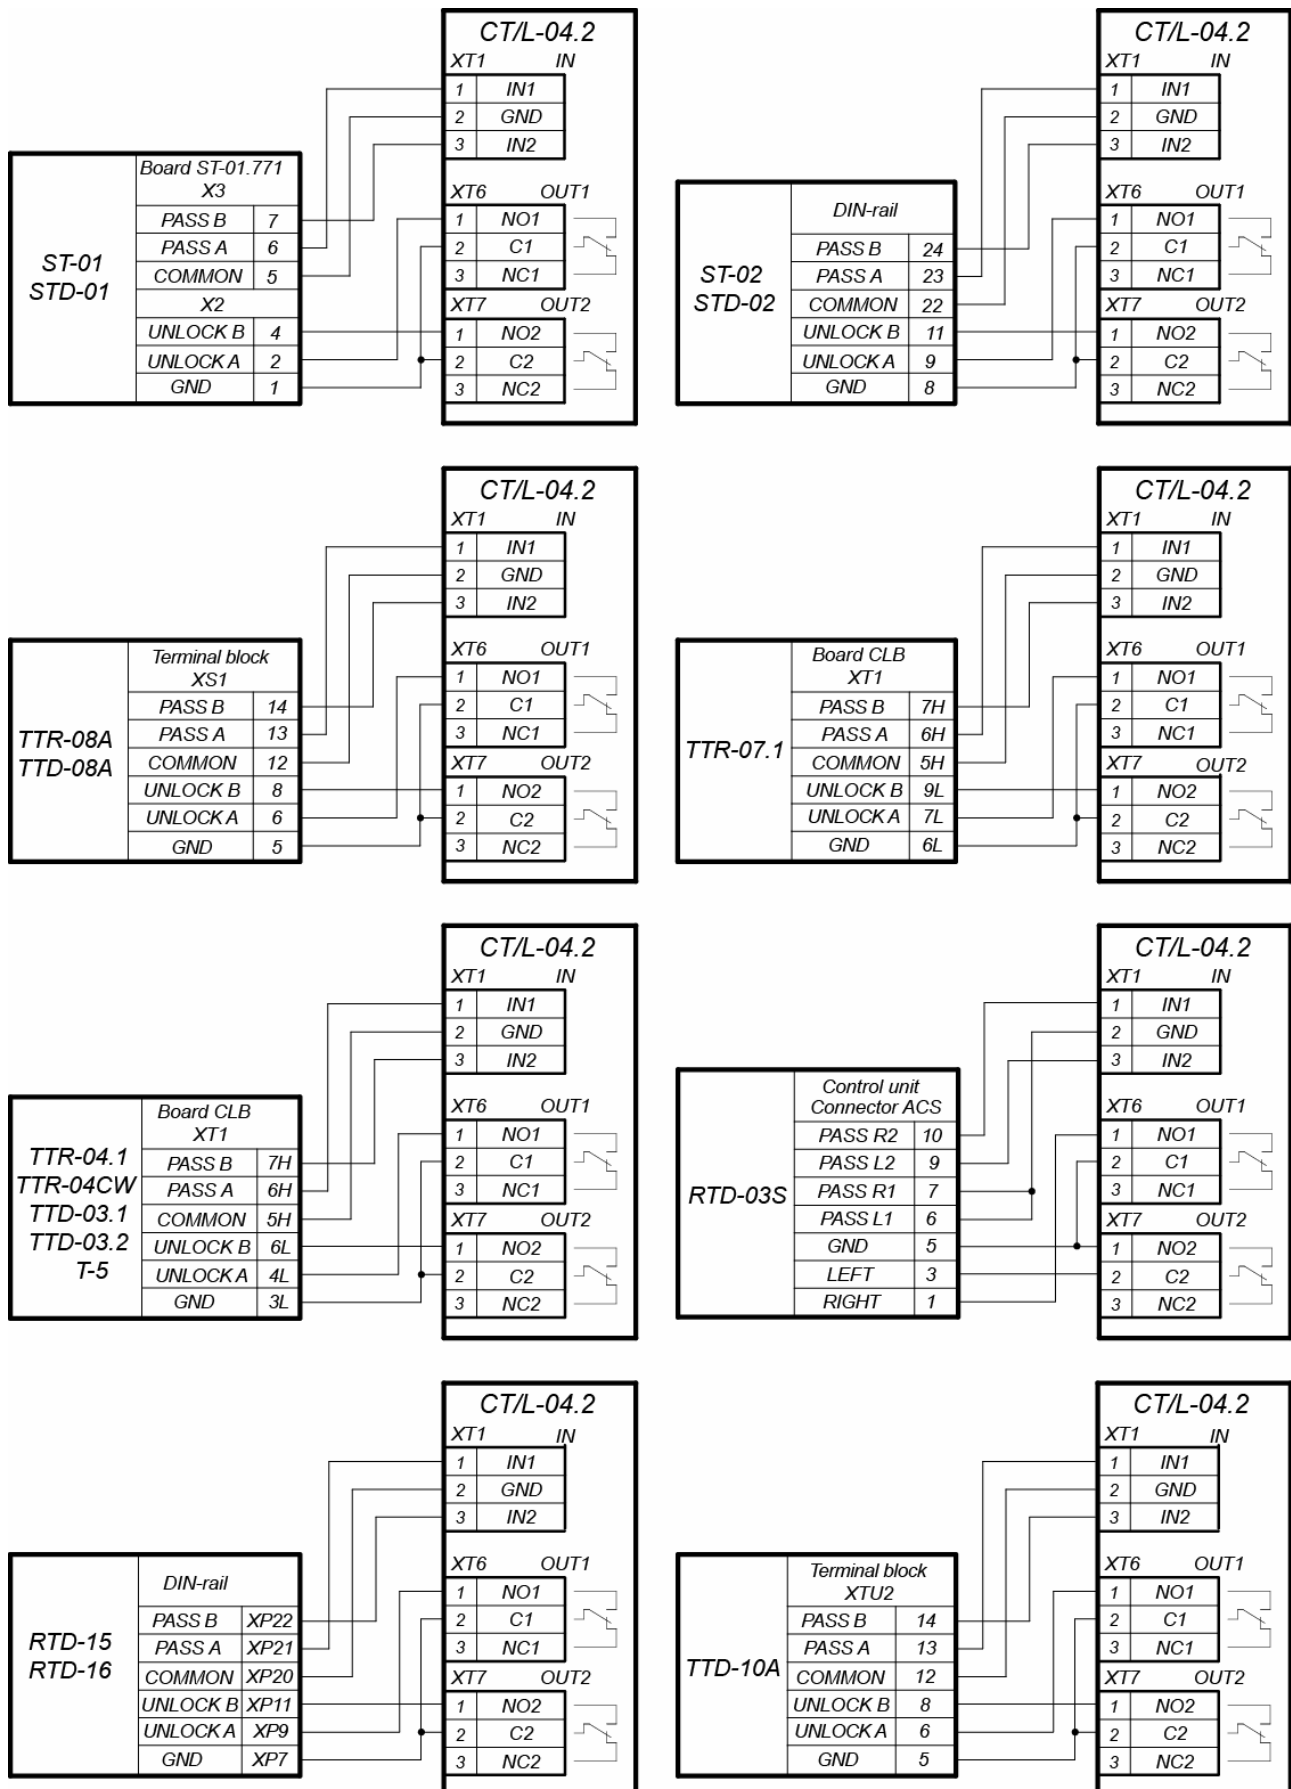 CT/L-04.2
XT1 IN
1 IN1
2 GND
3 IN2
Board ST-01.771
X3
XT6 OUT1
PASS B 7
1 NO1
ST-01
STD-01
PASS A 6
2 C1
COMMON 5
3 NC1
X2
XT7 OUT2
UNLOCK B 4
1 NO2
UNLOCK A 2
2 C2
GND 1
3 NC2
CT/L-04.2
XT1 IN
1 IN1
2 GND
3 IN2
DIN-rail
XT6 OUT1
1 NO1
ST-02
STD-02
PASS B 24
2 C1
PASS A 23
3 NC1
COMMON 22
XT7 OUT2
UNLOCK B 11
1 NO2
UNLOCK A 9
2 C2
GND 8
3 NC2
CT/L-04.2
XT1 IN
1 IN1
2 GND
3 IN2
Terminal block
XS1
XT6 OUT1
1 NO1
TTR-08A
TTD-08A
PASS B 14
2 C1
PASS A 13
3 NC1
COMMON 12
XT7 OUT2
UNLOCK B 8
1 NO2
UNLOCK A 6
2 C2
GND 5
3 NC2
CT/L-04.2
XT1 IN
1 IN1
2 GND
3 IN2
Board CLB
XT1
XT6 OUT1
1 NO1
TTR-07.1
PASS B 7H
2 C1
PASS A 6H
3 NC1
COMMON 5H
XT7 OUT2
UNLOCK B 9L
1 NO2
UNLOCK A 7L
2 C2
GND 6L
3 NC2
CT/L-04.2
XT1 IN
1 IN1
2 GND
3 IN2
Board CLB
XT1
XT6 OUT1
1 NO1
TTR-04.1
TTR-04CW
TTD-03.1
TTD-03.2
T-5
PASS B 7H
2 C1
PASS A 6H
3 NC1
COMMON 5H
XT7 OUT2
UNLOCK B 6L
1 NO2
UNLOCK A 4L
2 C2
GND 3L
3 NC2
CT/L-04.2
XT1 IN
1 IN1
2 GND
3 IN2
Control unit
Connector ACS
XT6 OUT1
PASS R2 10
1 NO1
PASS L2 9
2 C1
RTD-03S
PASS R1 7
3 NC1
PASS L1 6
XT7 OUT2
GND 5
1 NO2
LEFT 3
2 C2
RIGHT 1
3 NC2
CT/L-04.2
XT1 IN
1 IN1
2 GND
3 IN2
DIN-rail
XT6 OUT1
1 NO1
RTD-15
RTD-16
PASS B XP22
2 C1
PASS A XP21
3 NC1
COMMON XP20
XT7 OUT2
UNLOCK B XP11
1 NO2
UNLOCK A XP9
2 C2
GND XP7
3 NC2
CT/L-04.2
XT1 IN
1 IN1
2 GND
3 IN2
Terminal block
XTU2
XT6 OUT1
1 NO1
TTD-10A
PASS B 14
2 C1
PASS A 13
3 NC1
COMMON 12
XT7 OUT2
UNLOCK B 8
1 NO2
UNLOCK A 6
2 C2
GND 5
3 NC2